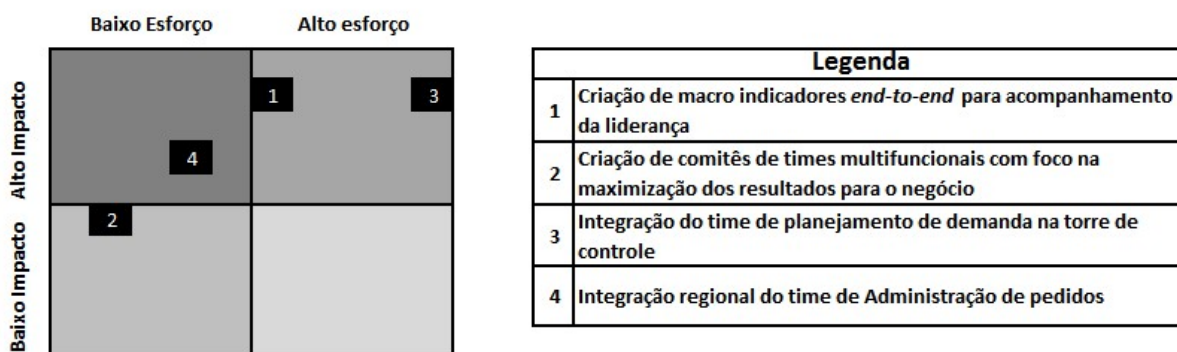 Baixo Esforço
Alto esforço
Alto Impacto
Baixo Impacto
1
3
4
2
Legenda
1
Criação de macro indicadores end-to-end para acompanhamento
da liderança
2
Criação de comitês de times multifuncionais com foco na
maximização dos resultados para o negócio
3
Integração do time de planejamento de demanda na torre de
controle
4
Integração regional do time de Administração de pedidos